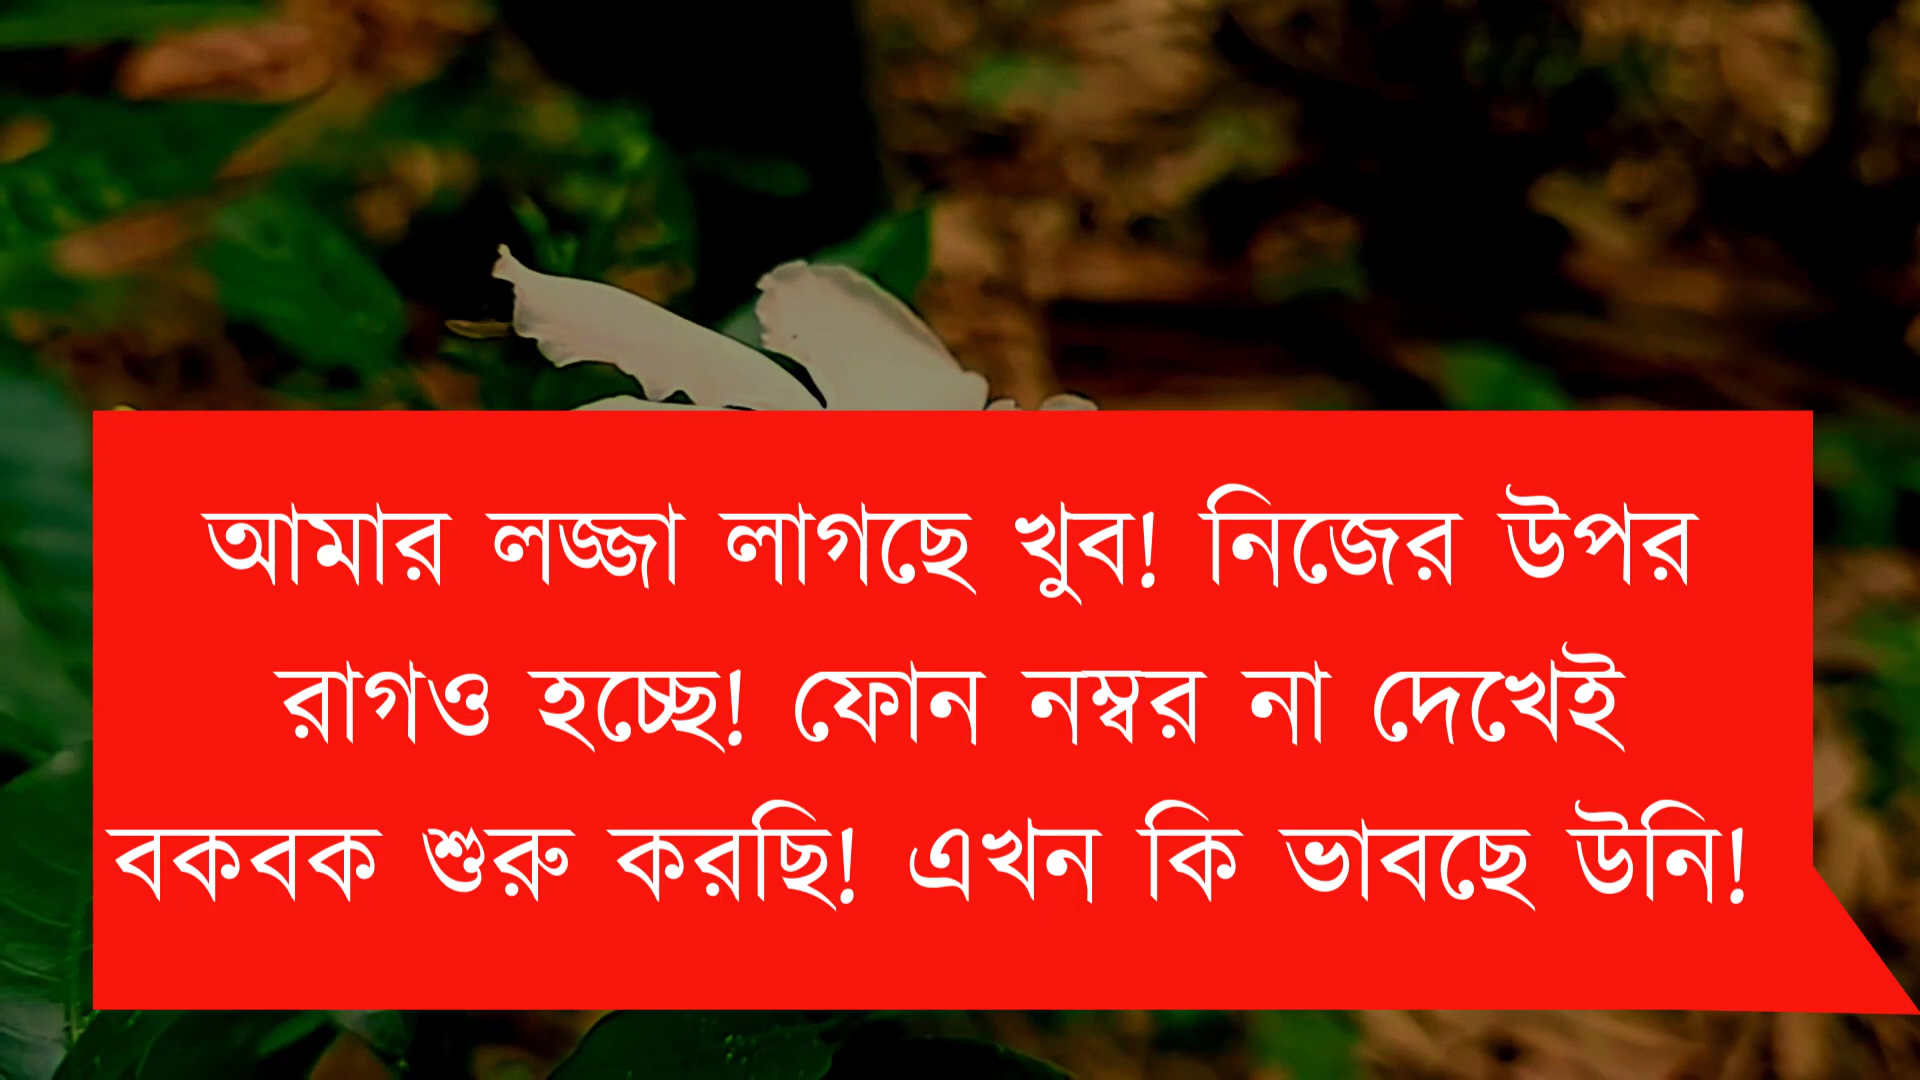 আমার লজ্জা লাগছে খুব! নিজের উপর
রাগও হচ্ছে! ফোন নম্বর না দেখেই
বকবক শুরু করছি! এখন কি ভাবছে উনি!